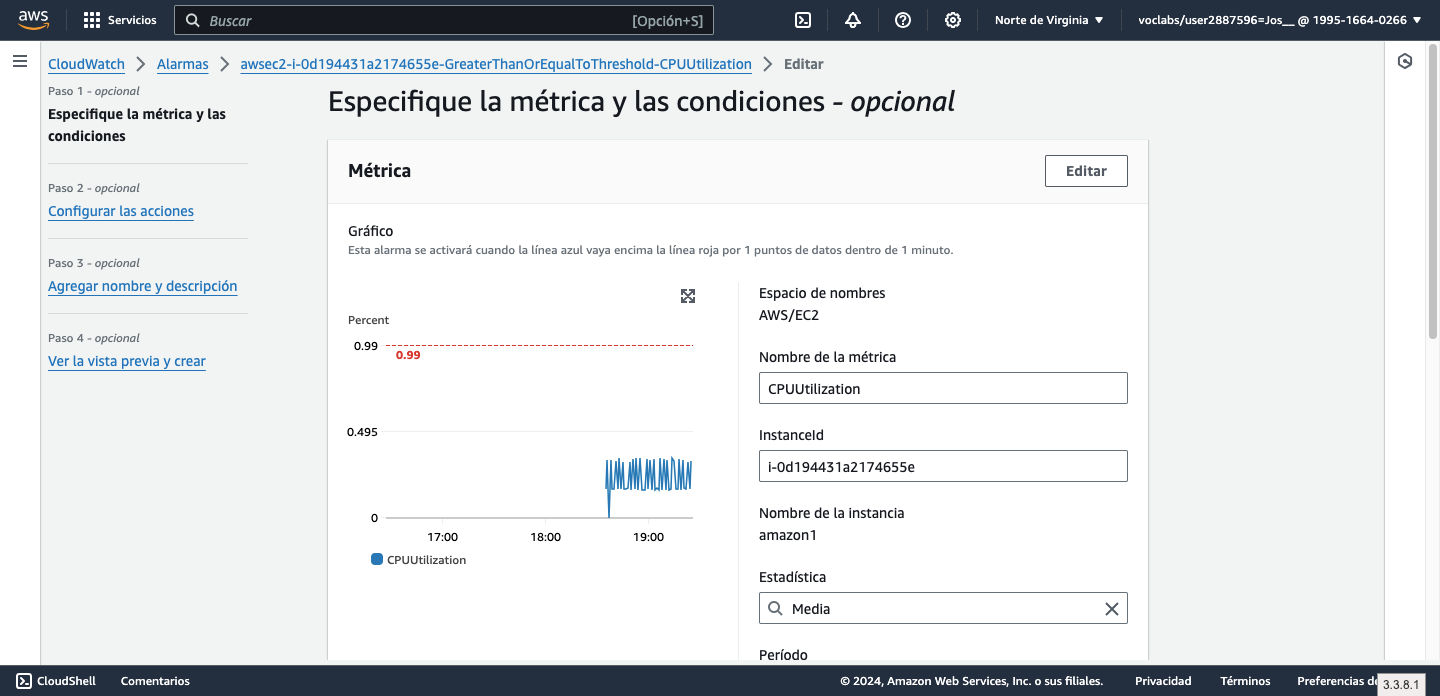 aws
Servicios
Buscar
[Opción+S]
Norte de Virginia
voclabs/user2887596=Jos__ @ 1995-1664-0266
CloudWatch
Alarmas
awsec2-i-0d194431a2174655e-GreaterThanOrEqualToThreshold-CPUUtilization
Editar
Paso 1 - opcional
Especifique la métrica y las
condiciones
Paso 2 - opcional
Configurar las acciones
Paso 3 - opcional
Agregar nombre y descripción
Paso 4 - opcional
Ver la vista previa y crear
Especifique la métrica y las condiciones - opcional
Métrica
Editar
Gráfico
Esta alarma se activará cuando la línea azul vaya encima la línea roja por 1 puntos de datos dentro de 1 minuto.
Percent
0.99
0.99
0.495
0
17:00
18:00
19:00
CPUUtilization
Espacio de nombres
AWS/EC2
Nombre de la métrica
CPUUtilization
InstanceId
i-0d194431a2174655e
Nombre de la instancia
amazon1
Estadística
Media
Período
CloudShell
Comentarios
© 2024, Amazon Web Services, Inc. o sus filiales.
Privacidad
Términos
Preferencias de
3.3.8.1